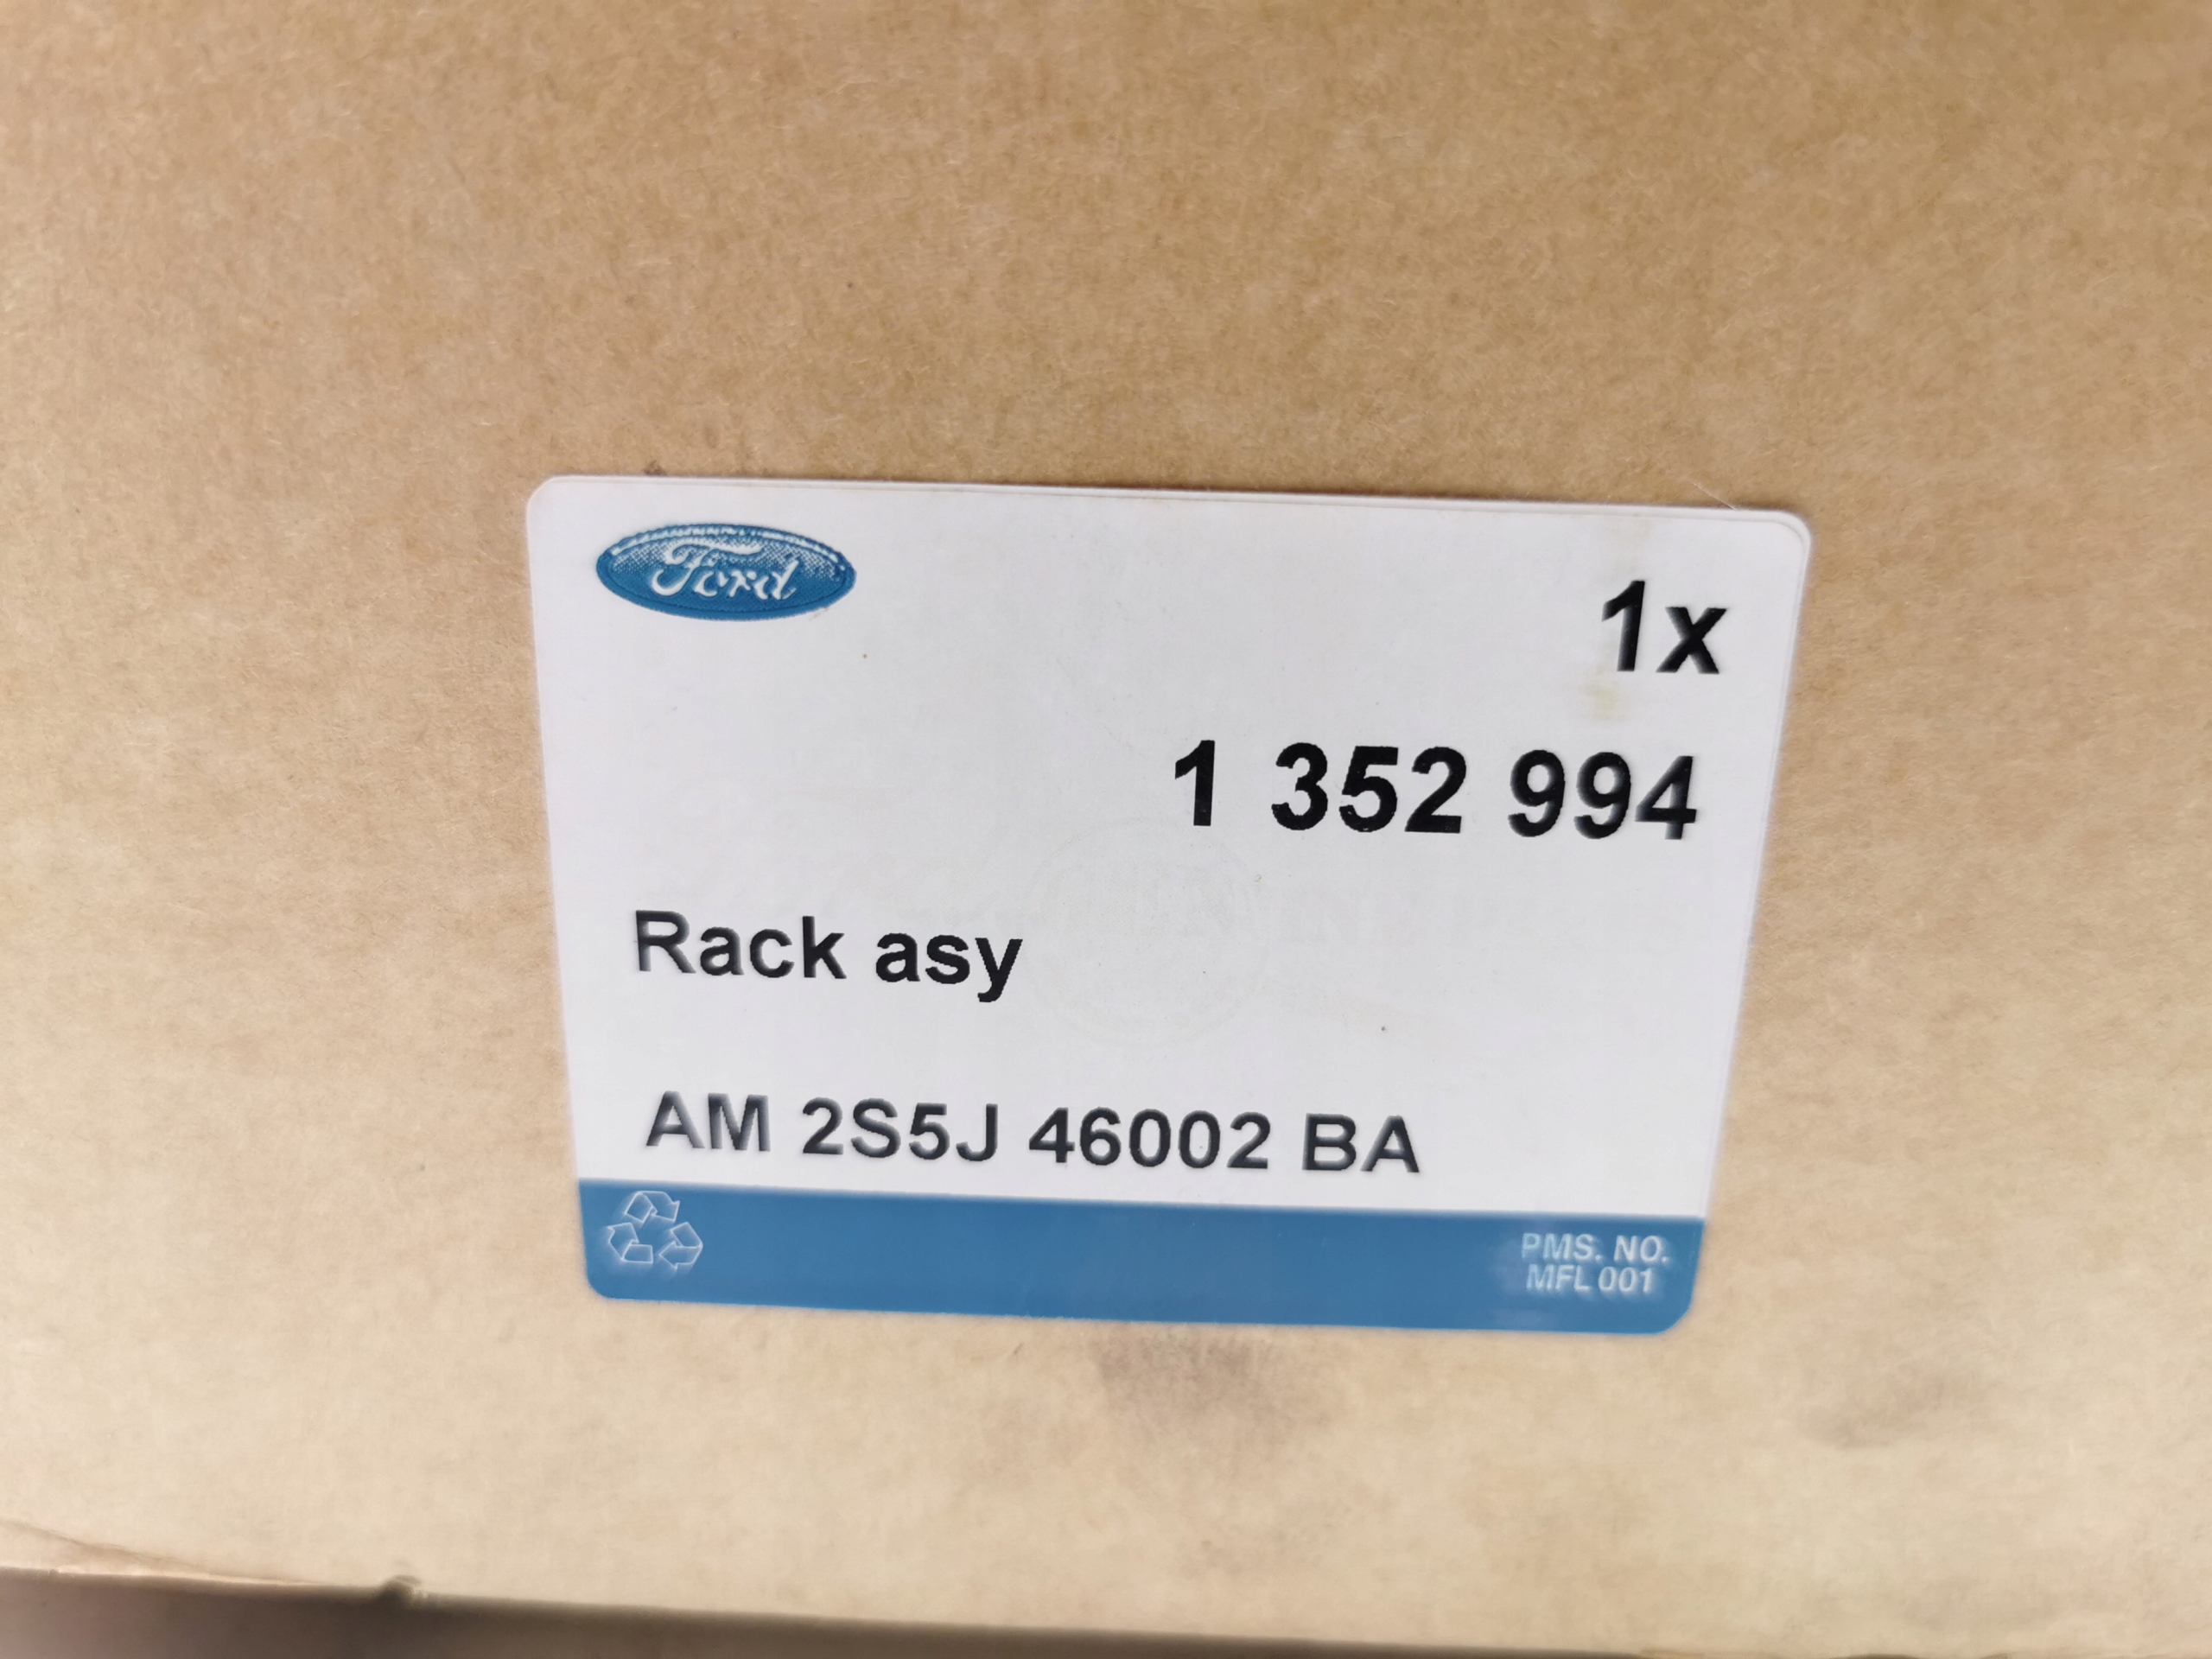 Ford
1x
1 352 994
Rack asy
AM 2S5J 46002 BA
PMS. NO.
MFL 001